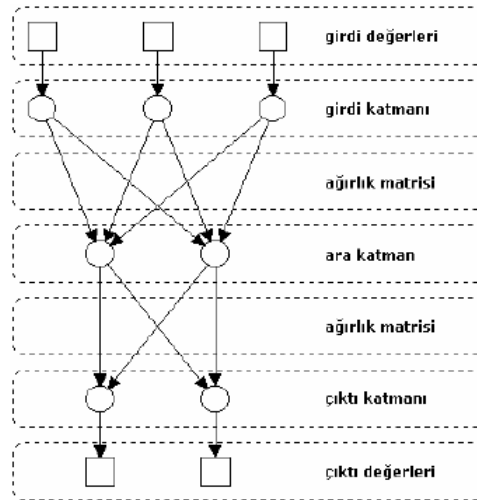 girdi değerleri
girdi katmanı
ağırlık matrisi
ara katman
ağırlık matrisi
çıktı katmanı
çıktı değerleri